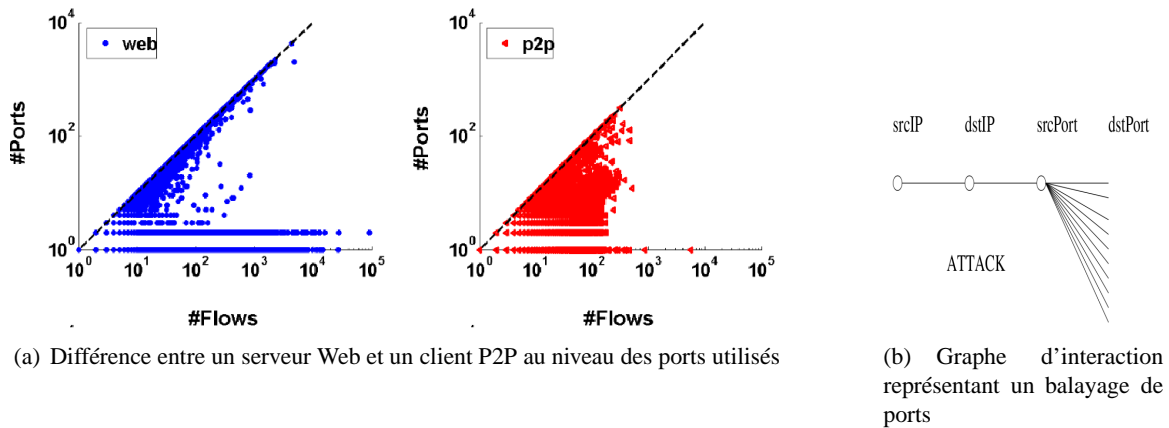 10^4
web
#Ports
10^2
10^0
10^0 10^1 10^2 10^3 10^4 10^5
#Flows
10^4
p2p
#Ports
10^2
10^0
10^0 10^1 10^2 10^3 10^4 10^5
#Flows
(a) Différence entre un serveur Web et un client P2P au niveau des ports utilisés
srcIP dstIP srcPort dstPort
ATTACK
(b) Graphe d'interaction
représentant un balayage de
ports